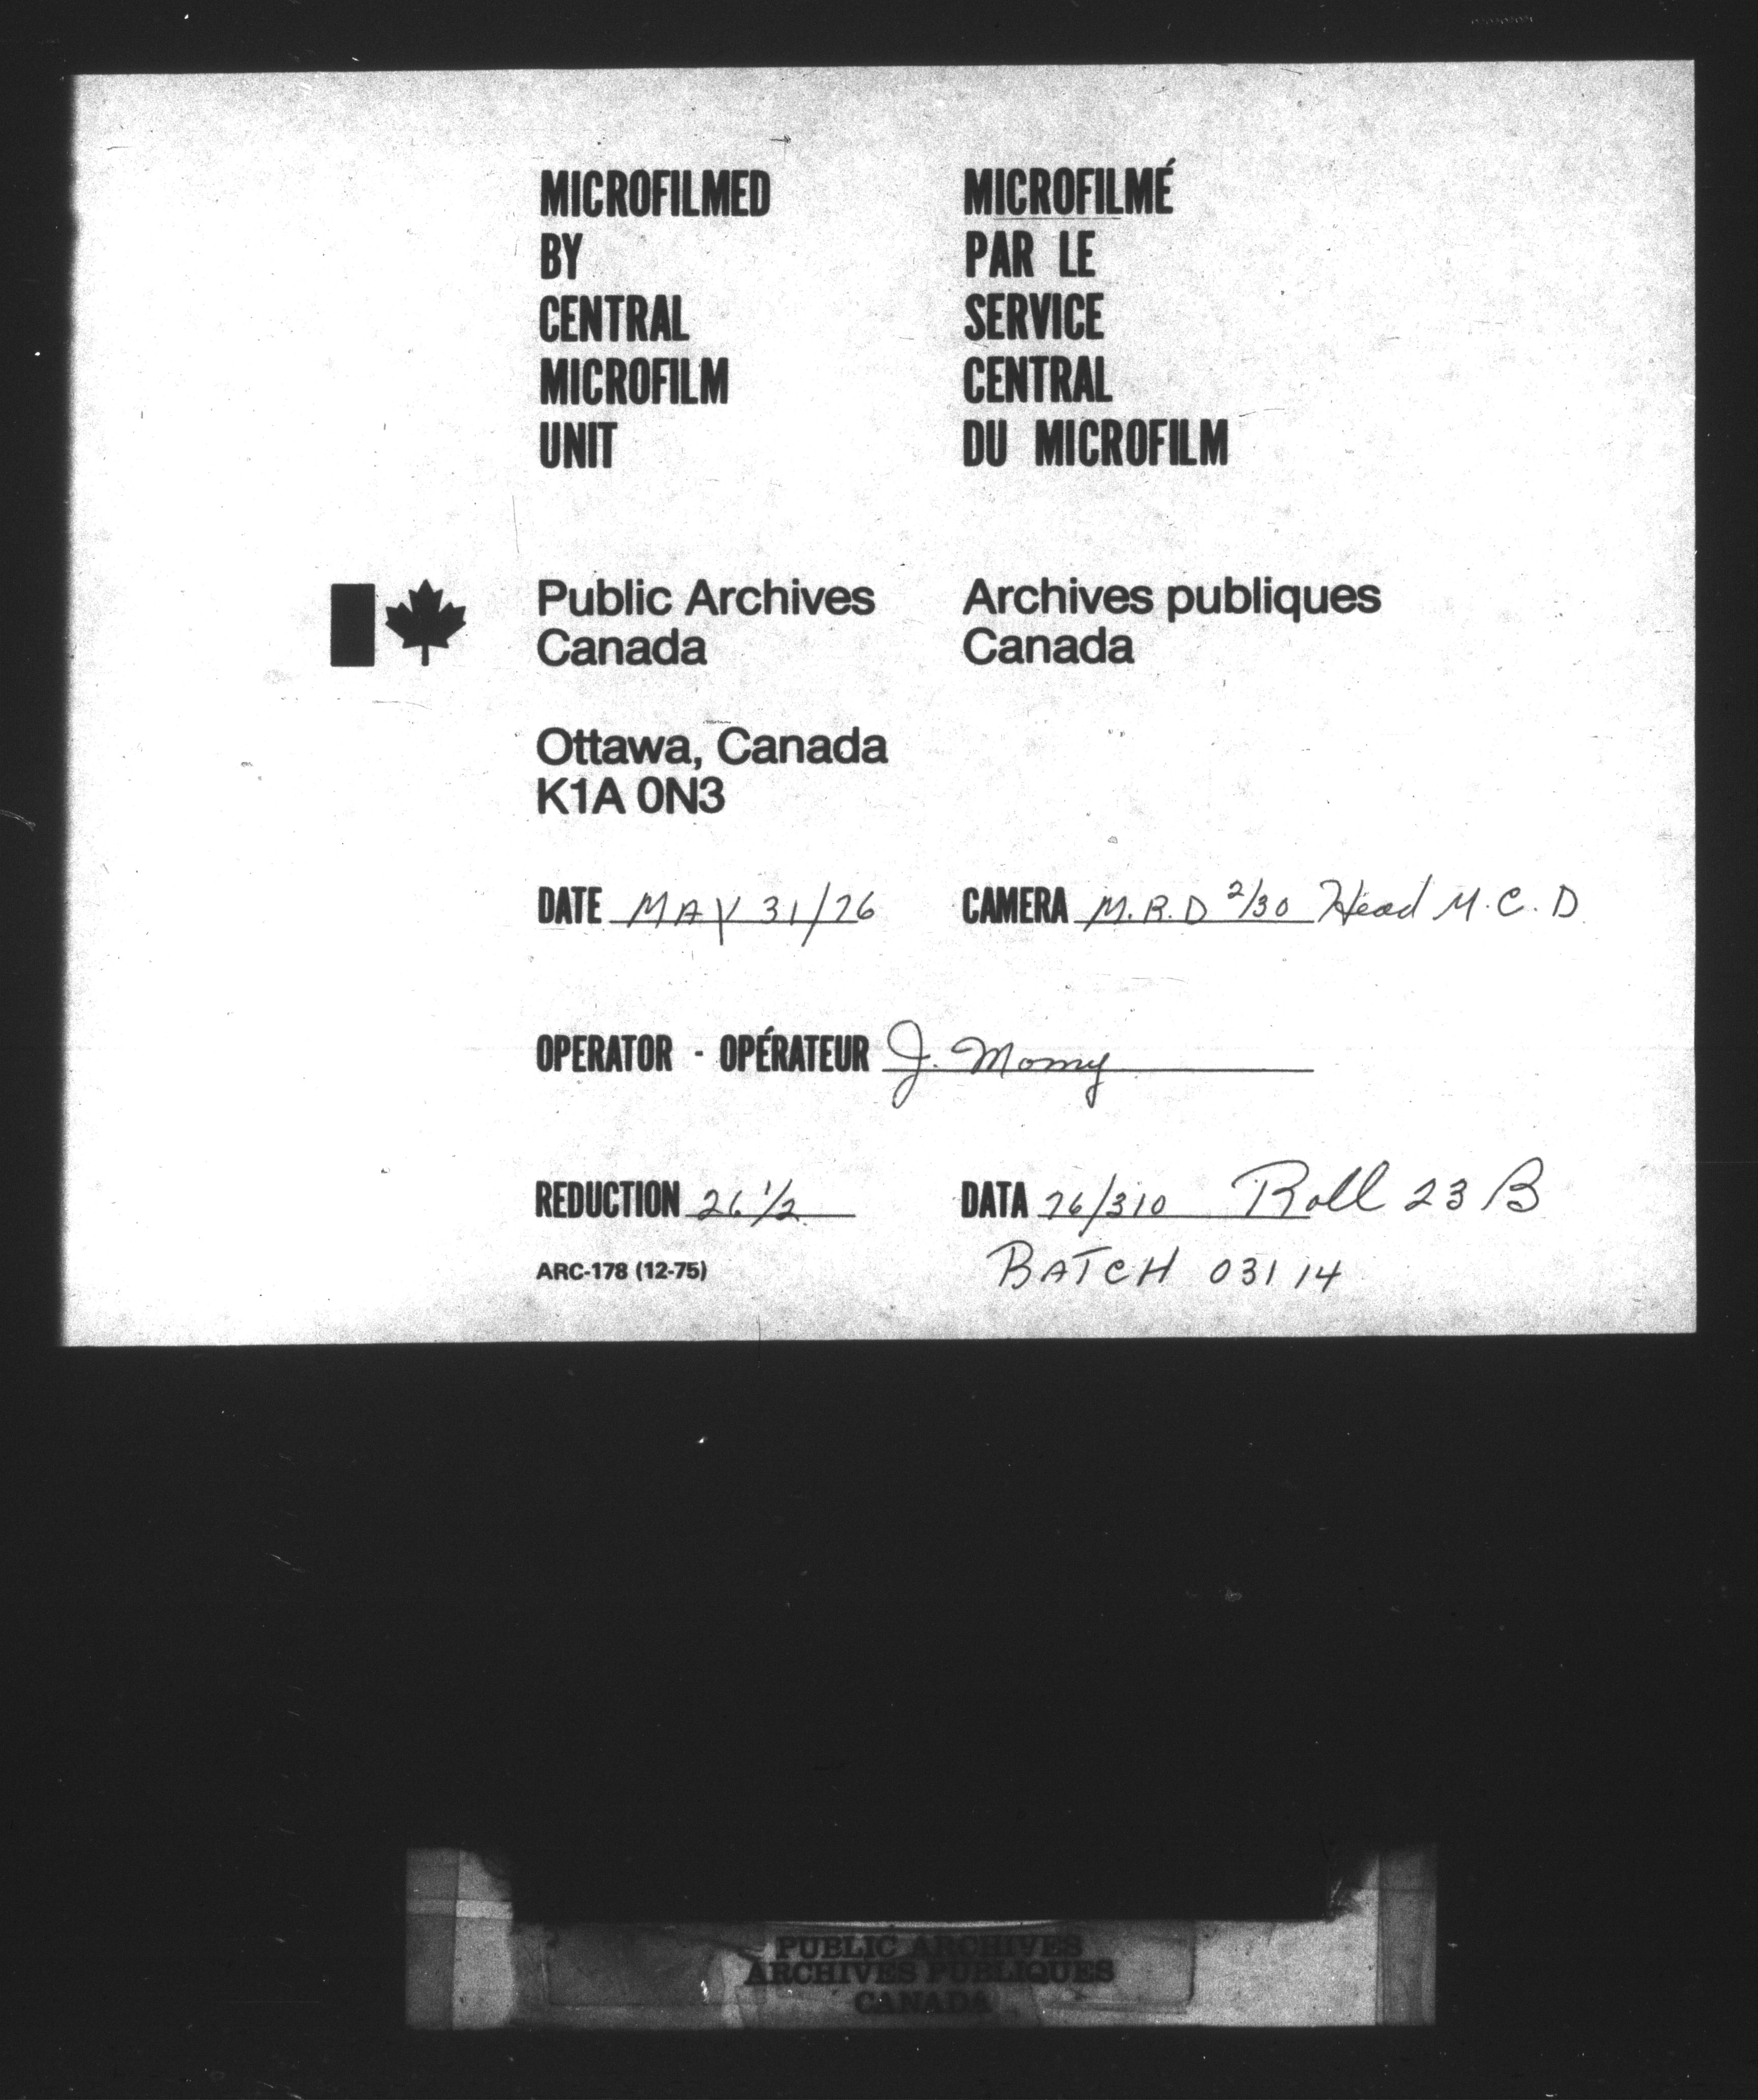 MICROFILMED
BY
CENTRAL
MICROFILM
UNIT
MICROFILMÉ
PAR LE
SERVICE
CENTRAL
DU MICROFILM
Public Archives
Canada
Archives publiques
Canada
Ottawa, Canada
K1A 0N3
DATE MAY 31/76
CAMERA M.R.D 2/30 Head M.C.D
OPERATOR - OPÉRATEUR J. Momy
REDUCTION 26 1/2
DATA 76/310 Roll 23 B
BATCH 03114
ARC-178 (12-75)
PUBLIC ARCHIVES
ARCHIVES PUBLIQUES
CANADA